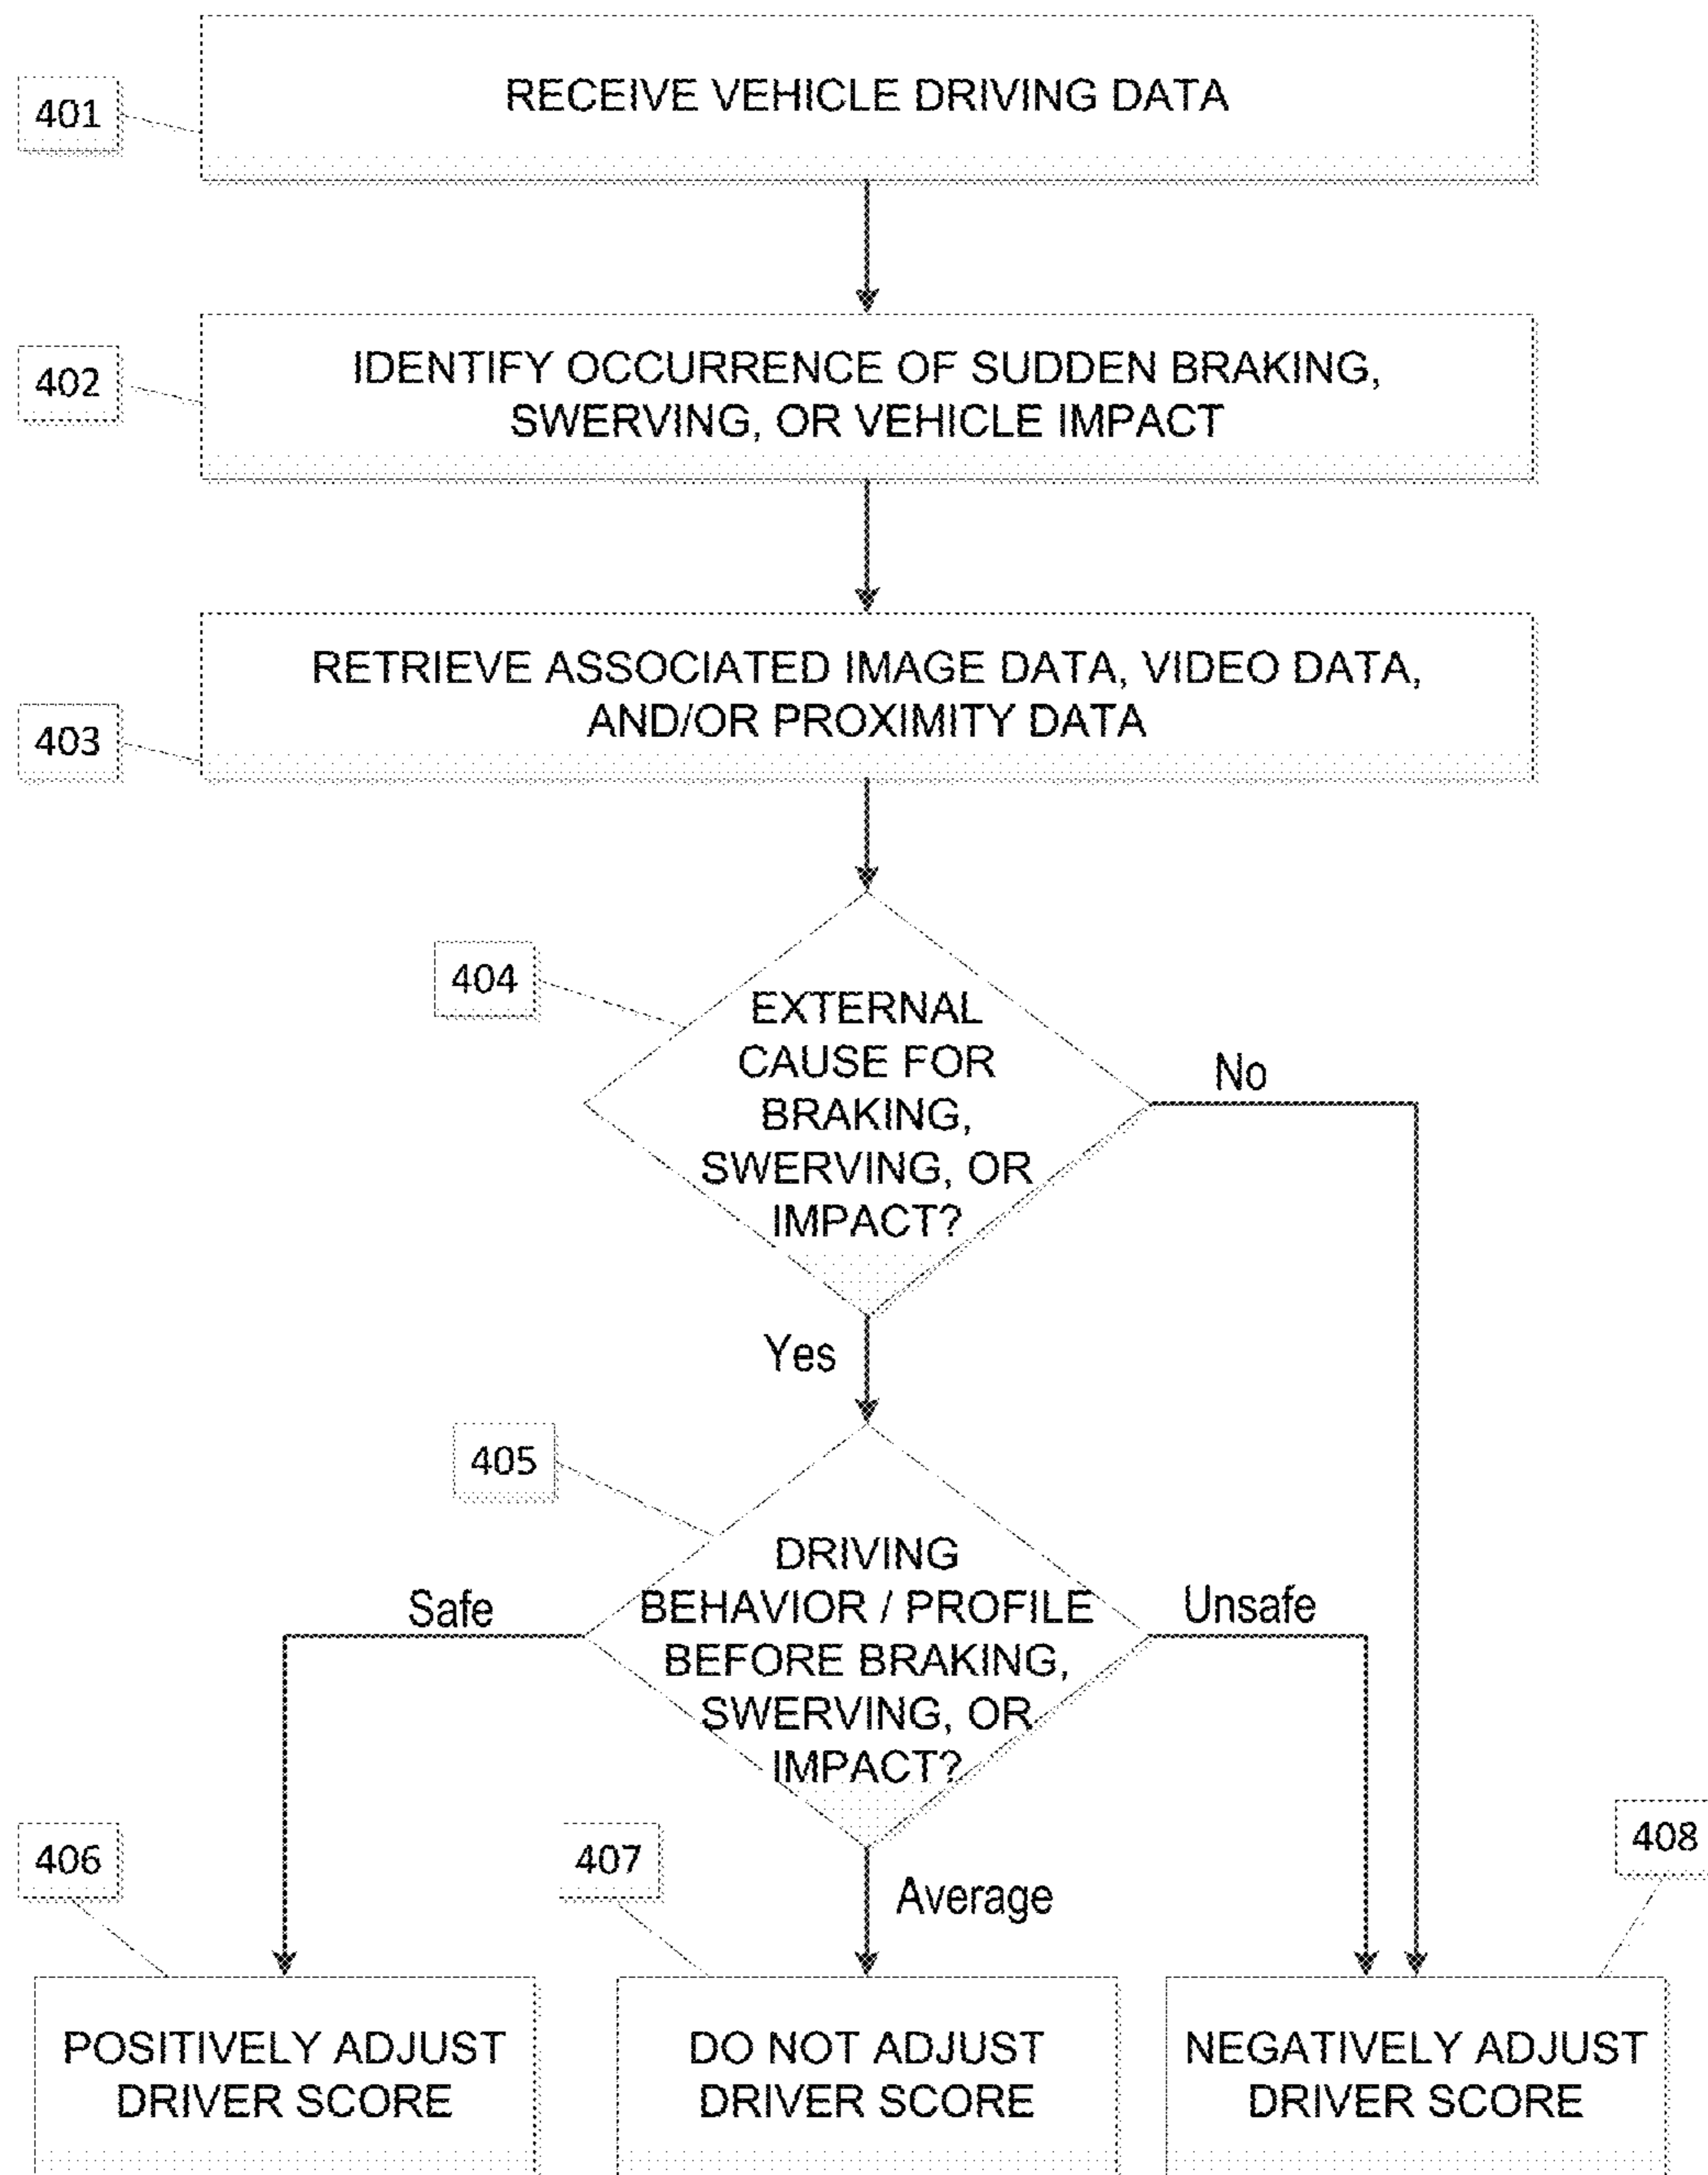 401
RECEIVE VEHICLE DRIVING DATA
402
IDENTIFY OCCURRENCE OF SUDDEN BRAKING,
SWERVING, OR VEHICLE IMPACT
403
RETRIEVE ASSOCIATED IMAGE DATA, VIDEO DATA,
AND/OR PROXIMITY DATA
404
EXTERNAL
CAUSE FOR
BRAKING,
SWERVING, OR
IMPACT?
No
Yes
405
DRIVING
BEHAVIOR / PROFILE
BEFORE BRAKING,
SWERVING, OR
IMPACT?
Safe
Unsafe
Average
406
POSITIVELY ADJUST
DRIVER SCORE
407
DO NOT ADJUST
DRIVER SCORE
408
NEGATIVELY ADJUST
DRIVER SCORE